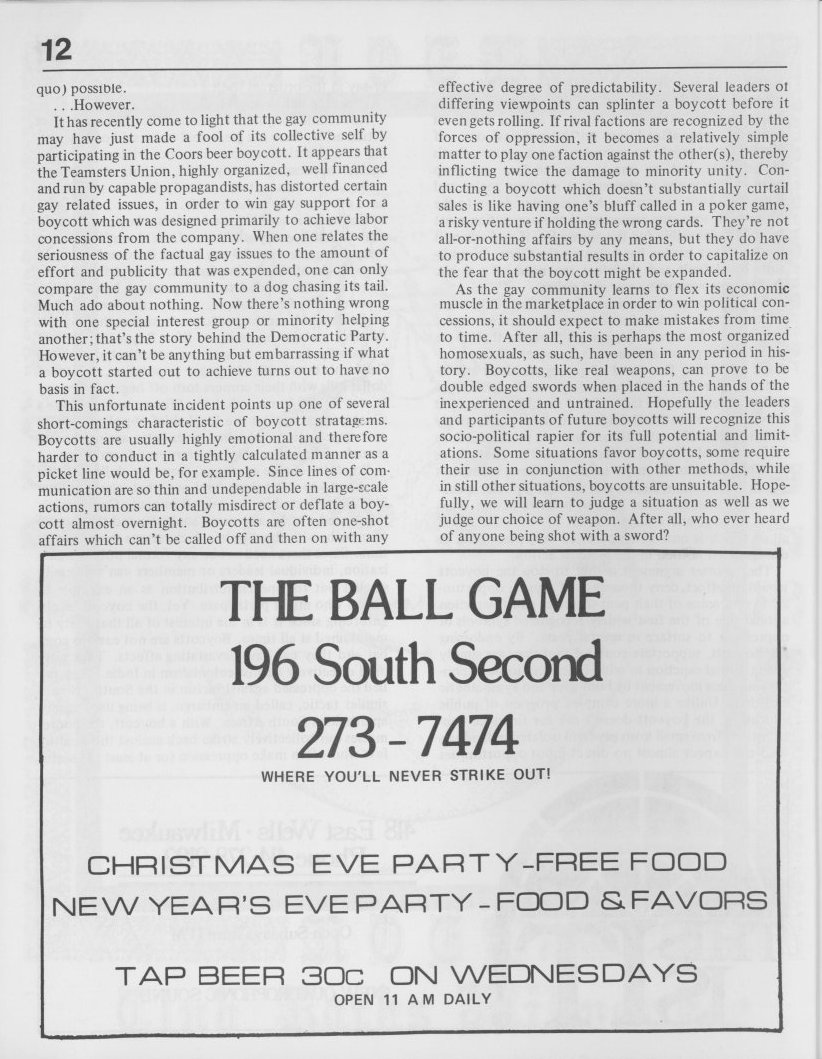 12
quo) possible.
. . .However.
It has recently come to light that the gay community
may have just made a fool of its collective self by
participating in the Coors beer boycott. It appears that
the Teamsters Union, highly organized, well financed
and run by capable propagandists, has distorted certain
gay related issues, in order to win gay support for a
boycott which was designed primarily to achieve labor
concessions from the company. When one relates the
seriousness of the factual gay issues to the amount of
effort and publicity that was expended, one can only
compare the gay community to a dog chasing its tail.
Much ado about nothing. Now there's nothing wrong
with one special interest group or minority helping
another; that's the story behind the Democratic Party.
However, it can't be anything but embarrassing if what
a boycott started out to achieve turns out to have no
basis in fact.
This unfortunate incident points up one of several
short-comings characteristic of boycott stratagems.
Boycotts are usually highly emotional and therefore
harder to conduct in a tightly calculated manner as a
picket line would be, for example. Since lines of com-
munication are so thin and undependable in large-scale
actions, rumors can totally misdirect or deflate a boy-
cott almost overnight. Boycotts are often one-shot
affairs which can't be called off and then on with any
effective degree of predictability. Several leaders of
differing viewpoints can splinter a boycott before it
even gets rolling. If rival factions are recognized by the
forces of oppression, it becomes a relatively simple
matter to play one faction against the other(s), thereby
inflicting twice the damage to minority unity. Con-
ducting a boycott which doesn't substantially curtail
sales is like having one's bluff called in a poker game,
a risky venture if holding the wrong cards. They're not
all-or-nothing affairs by any means, but they do have
to produce substantial results in order to capitalize on
the fear that the boycott might be expanded.
As the gay community learns to flex its economic
muscle in the marketplace in order to win political con-
cessions, it should expect to make mistakes from time
to time. After all, this is perhaps the most organized
homosexuals, as such, have been in any period in his-
tory. Boycotts, like real weapons, can prove to be
double edged swords when placed in the hands of the
inexperienced and untrained. Hopefully the leaders
and participants of future boycotts will recognize this
socio-political rapier for its full potential and limit-
ations. Some situations favor boycotts, some require
their use in conjunction with other methods, while
in still other situations, boycotts are unsuitable. Hope-
fully, we will learn to judge a situation as well as we
judge our choice of weapon. After all, who ever heard
of anyone being shot with a sword?
THE BALL GAME
196 South Second
273-7474
WHERE YOU'LL NEVER STRIKE OUT!
CHRISTMAS EVE PARTY-FREE FOOD
NEW YEAR'S EVE PARTY-FOOD & FAVORS
TAP BEER 30c ON WEDNESDAYS
OPEN 11 AM DAILY